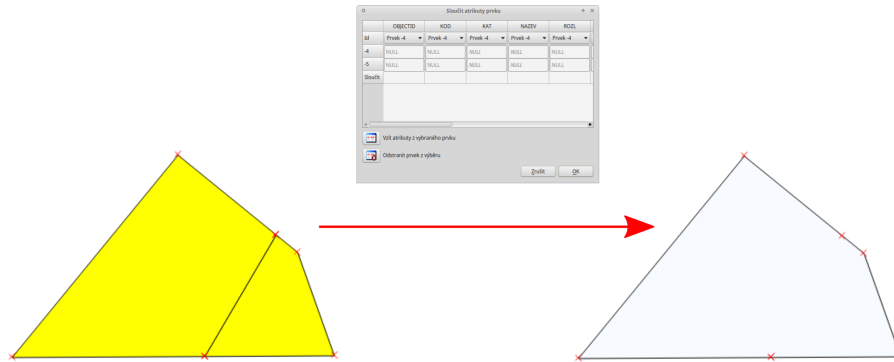 Sloučit atributy prvku
OBJECTID KOD KAT NAZEV ROZL
Id Prvek -4 Prvek -4 Prvek -4 Prvek -4 Prvek -4
-4 NULL NULL NULL NULL NULL
-5 NULL NULL NULL NULL NULL
Sloučit
Vzít atributy z vybraného prvku
Odstranit prvek z výběru
Zrušit OK